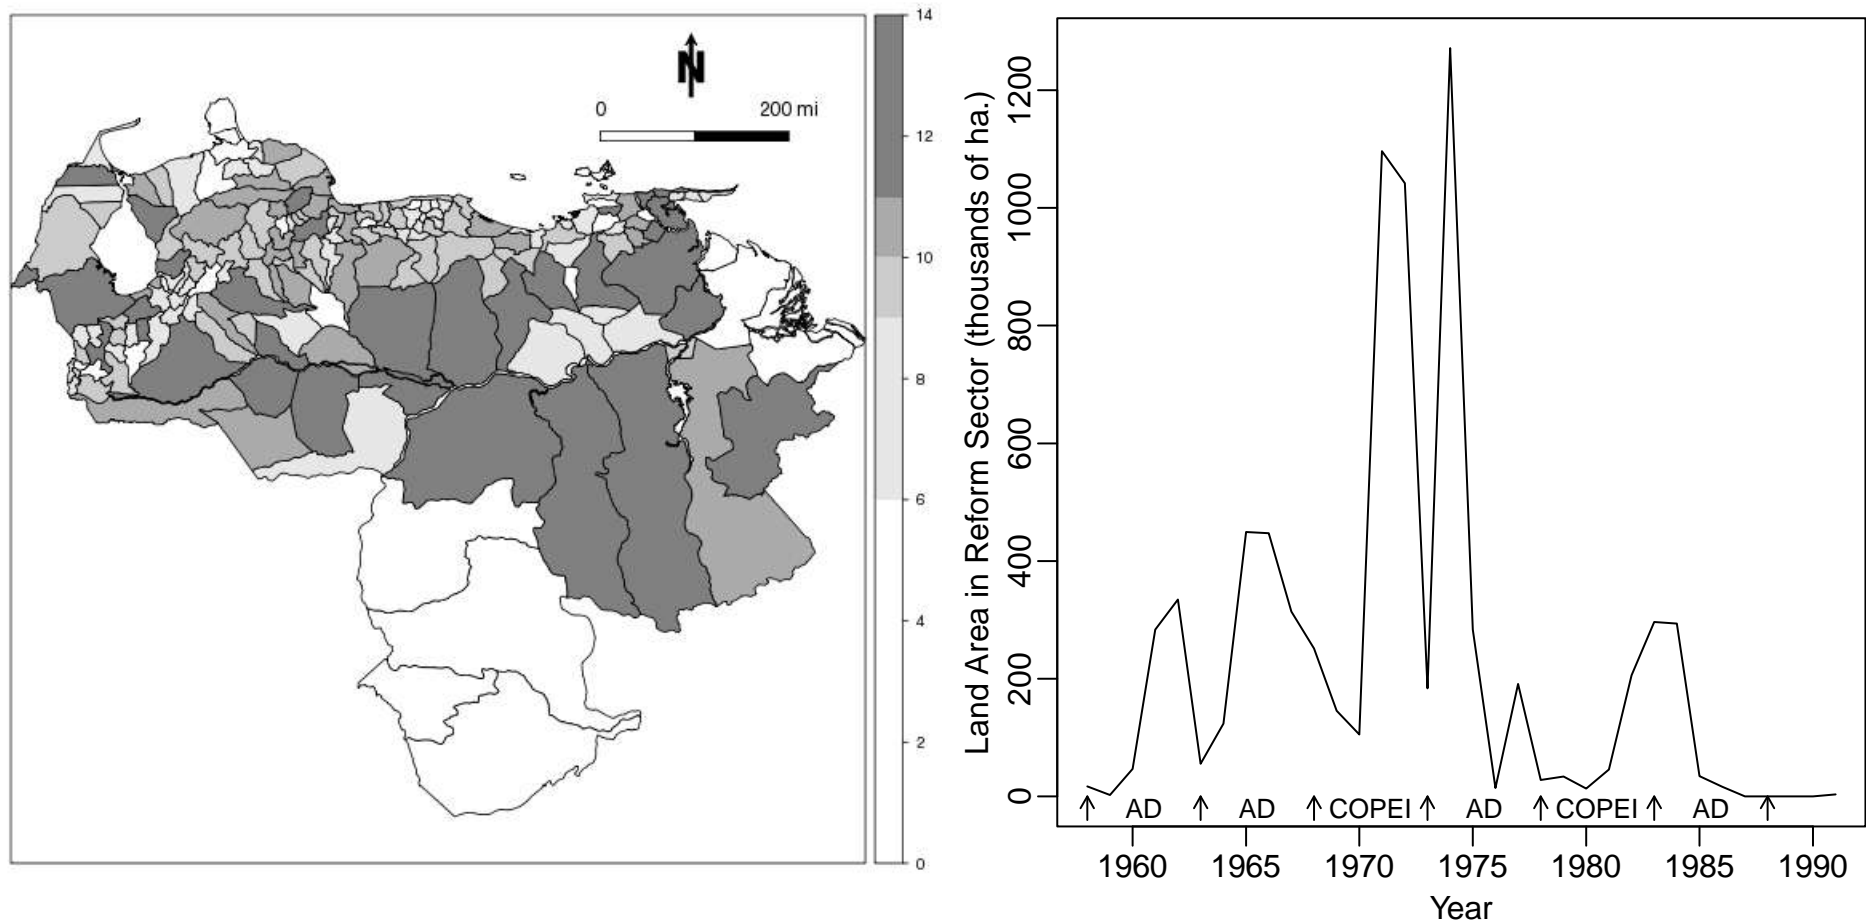 N
0 200 mi
14
12
10
8
6
4
2
0
Land Area in Reform Sector (thousands of ha.)
1200
1000
800
600
400
200
0
AD AD COPEI AD COPEI AD
1960 1965 1970 1975 1980 1985 1990
Year